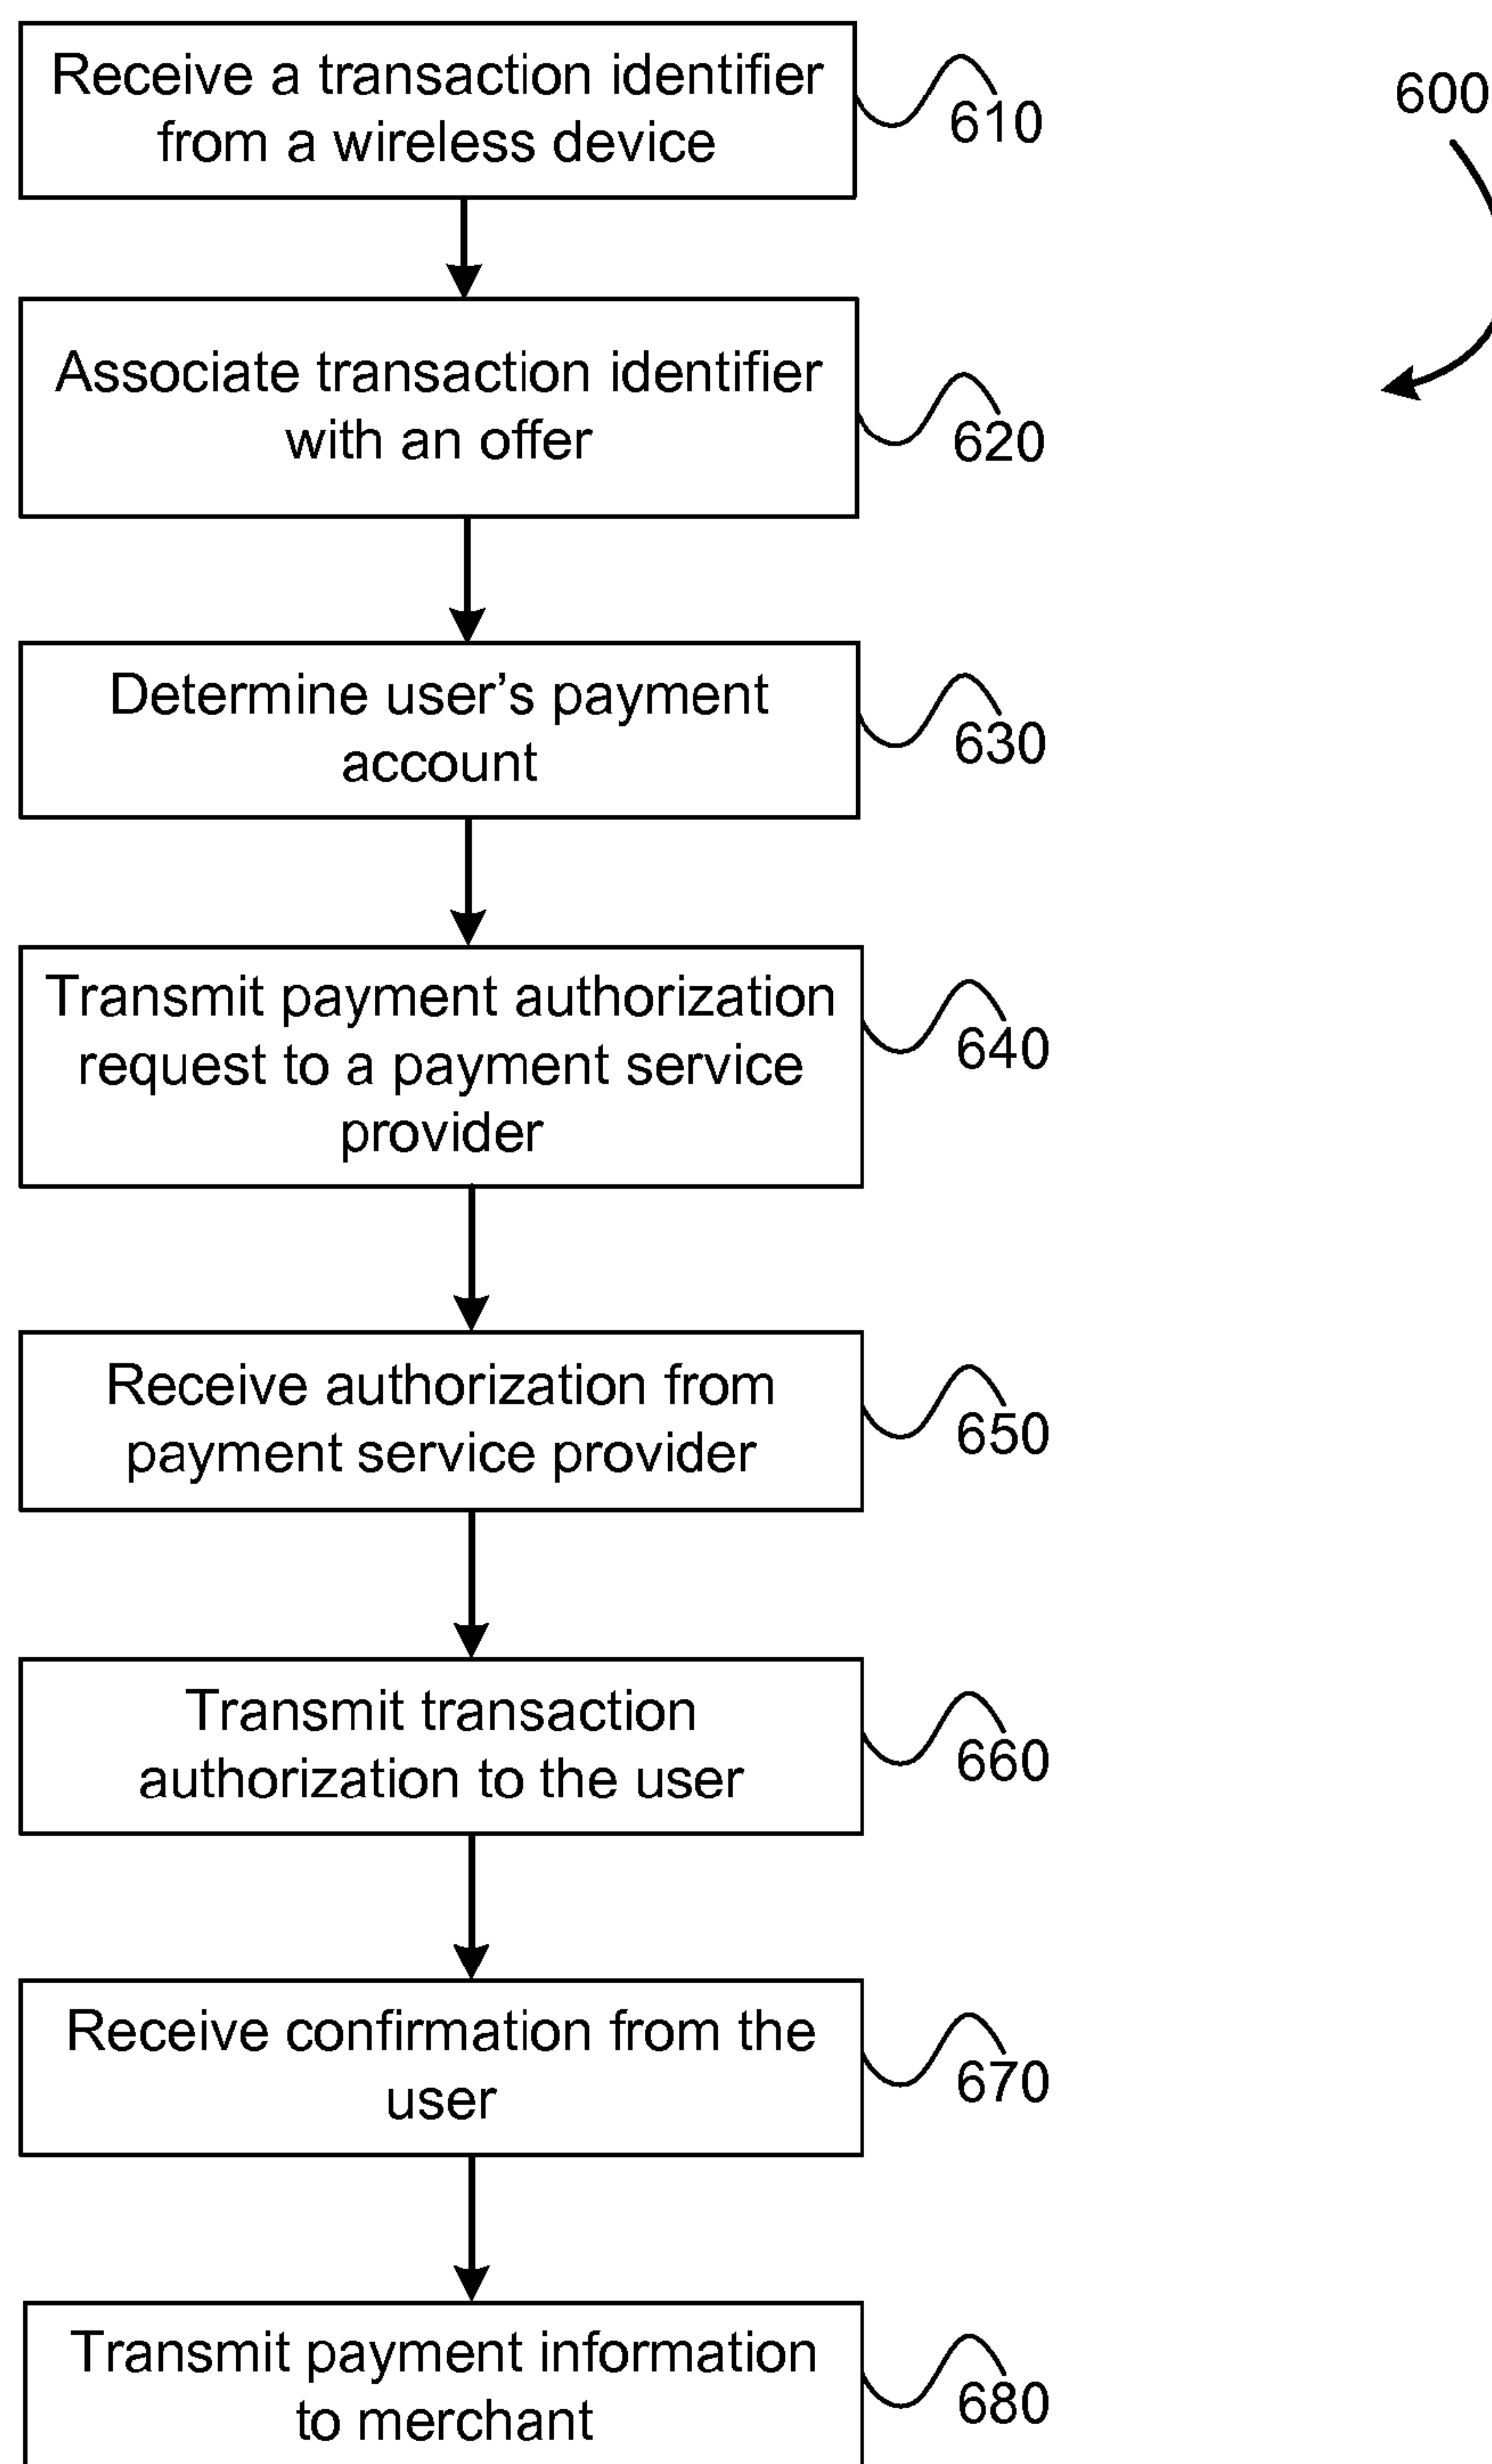 Receive a transaction identifier
from a wireless device
610
600
Associate transaction identifier
with an offer
620
Determine user's payment
account
630
Transmit payment authorization
request to a payment service
provider
640
Receive authorization from
payment service provider
650
Transmit transaction
authorization to the user
660
Receive confirmation from the
user
670
Transmit payment information
to merchant
680